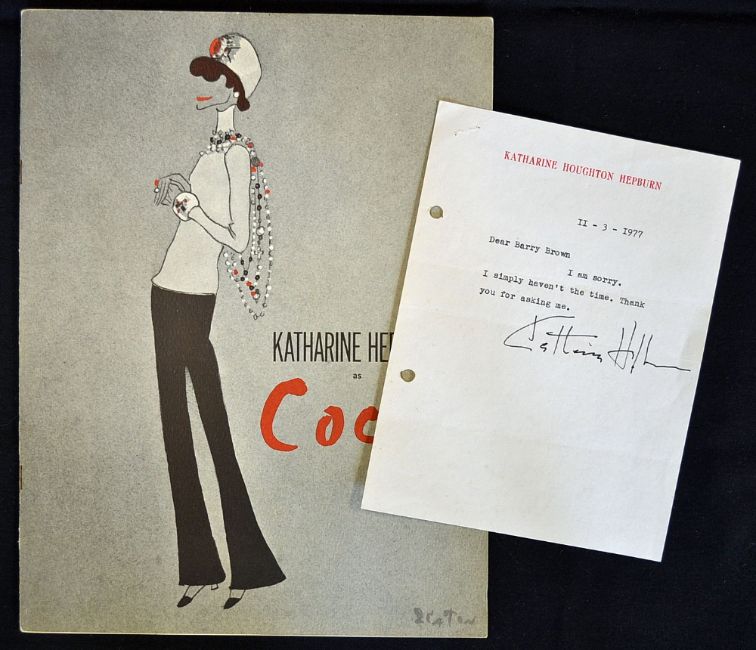 KATHARINE HE
as
Coc
BEATON
KATHARINE HOUGHTON HEPBURN
II - 3 - 1977
Dear Barry Brown
I am sorry.
I simply haven't the time. Thank
you for asking me.
Katharine Hepburn